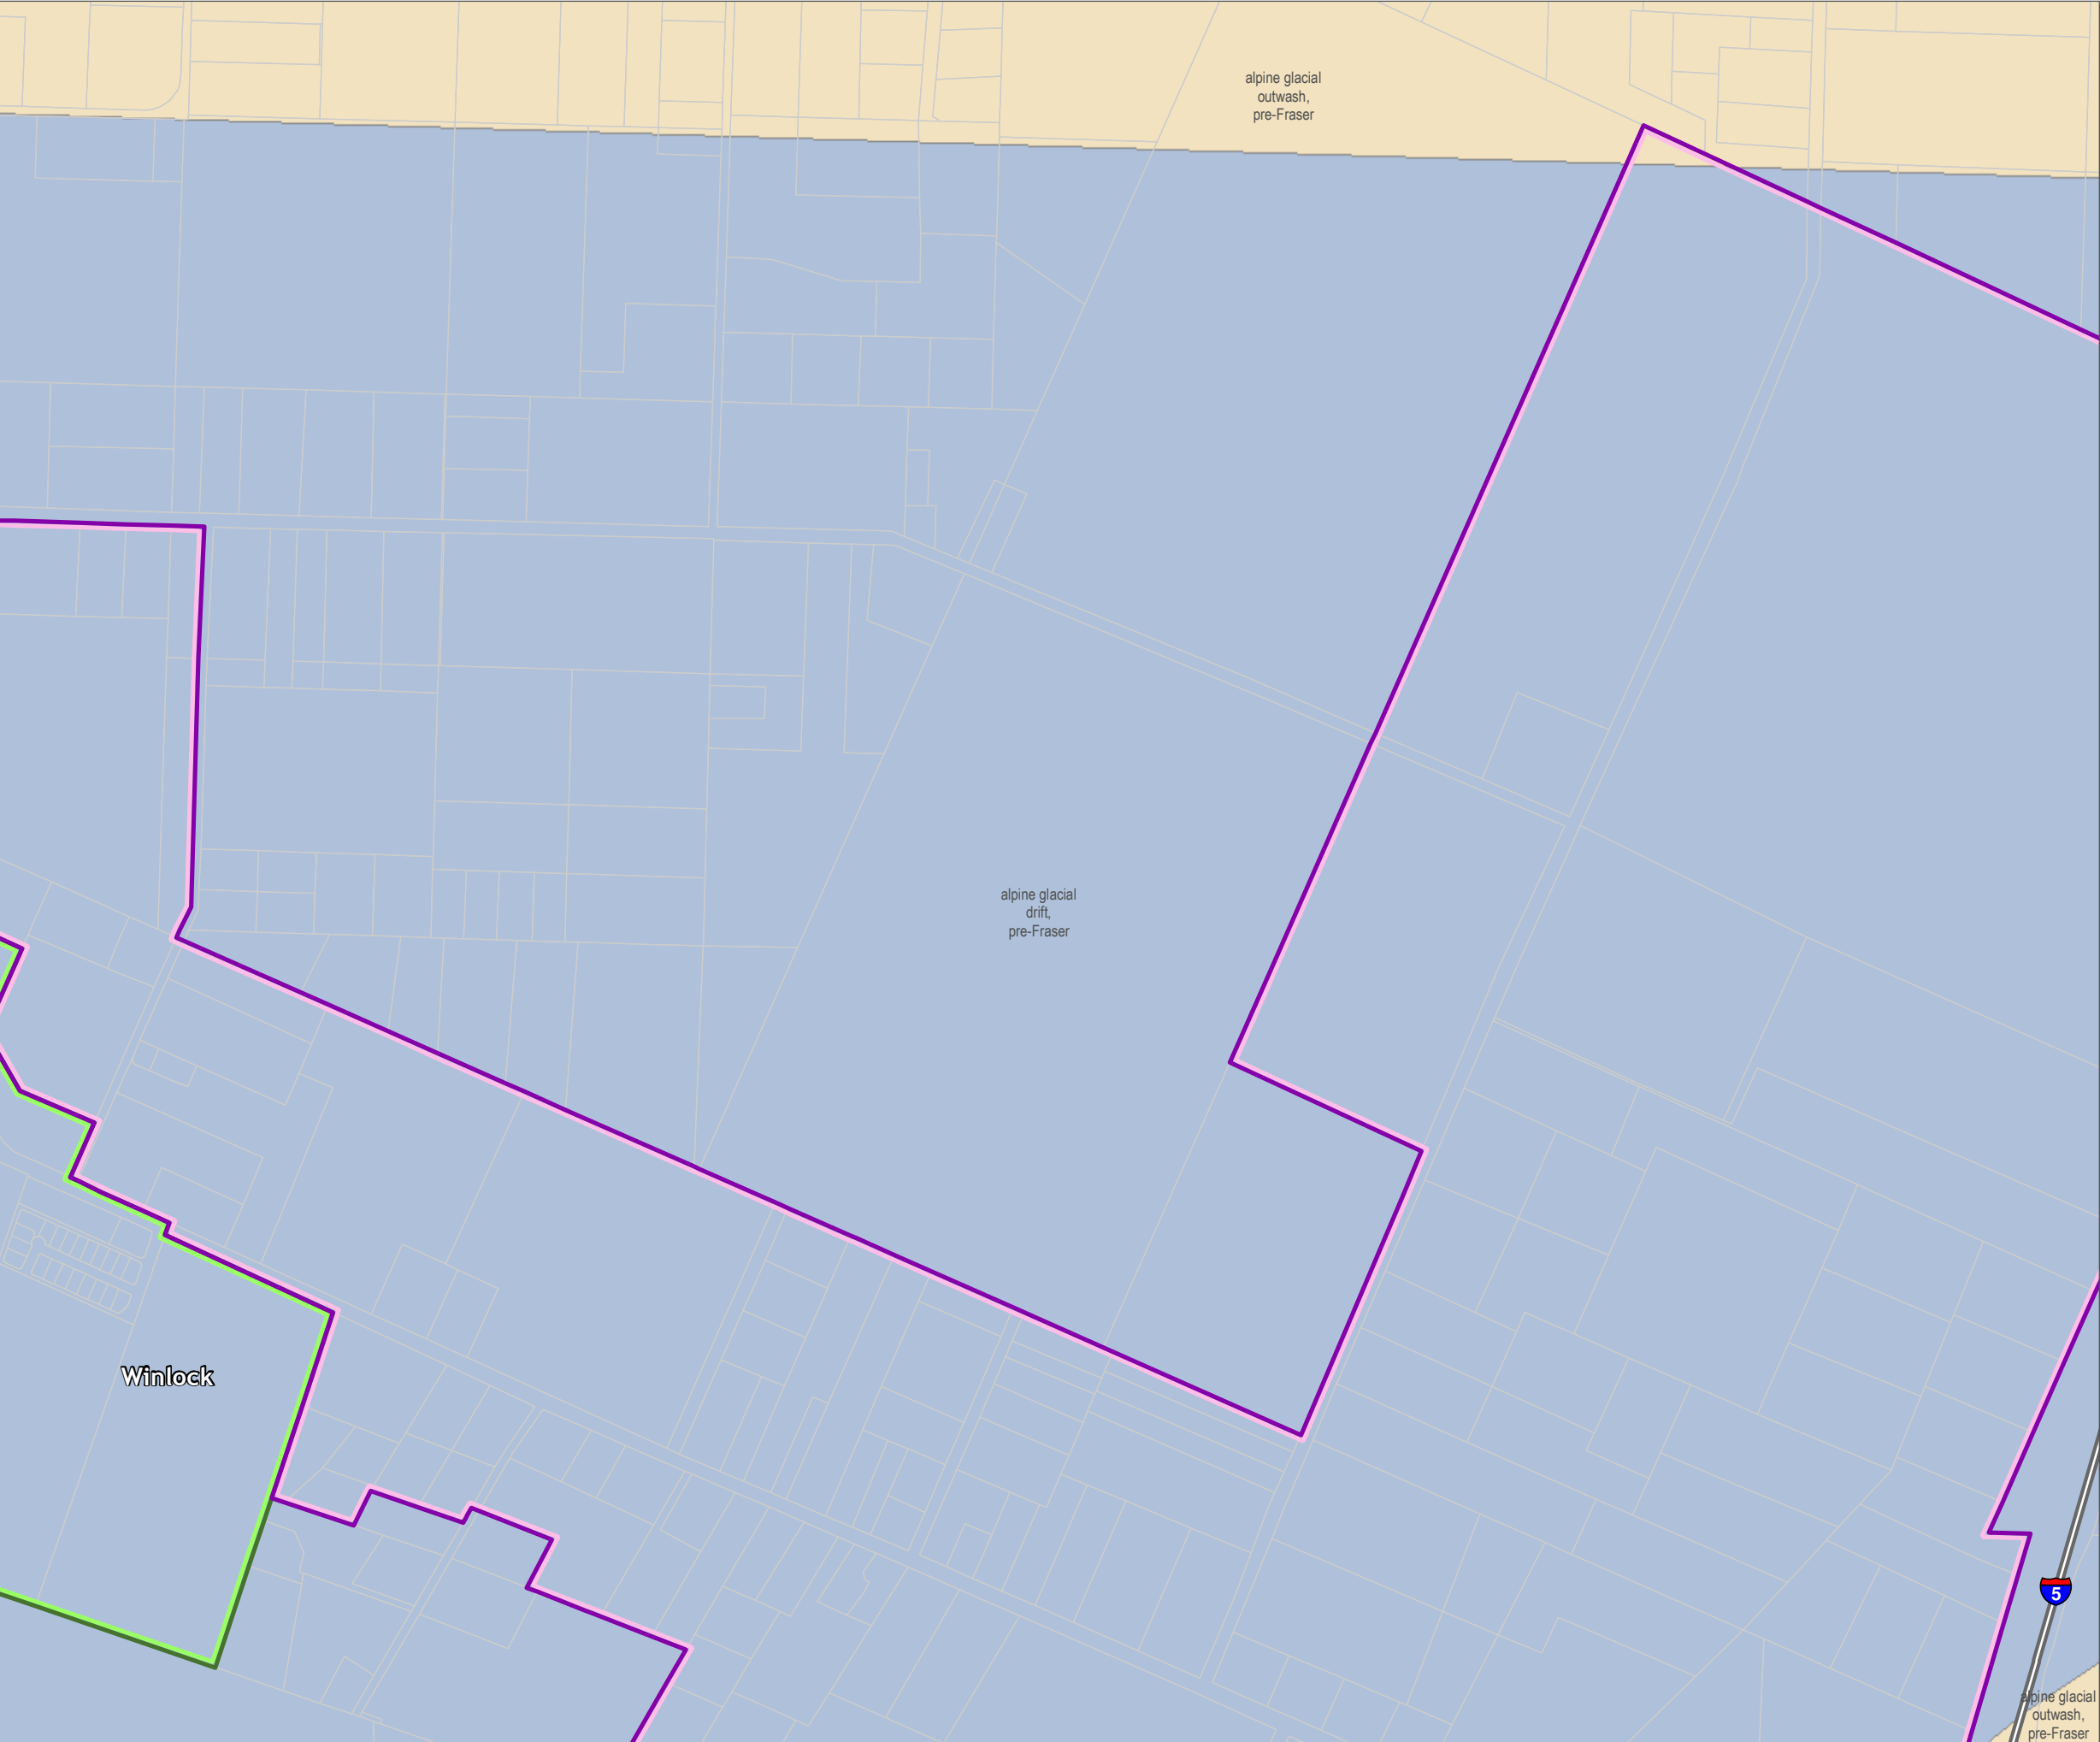 alpine glacial
outwash,
pre-Fraser
alpine glacial
drift,
pre-Fraser
Winlock
5
alpine glacial
outwash,
pre-Fraser